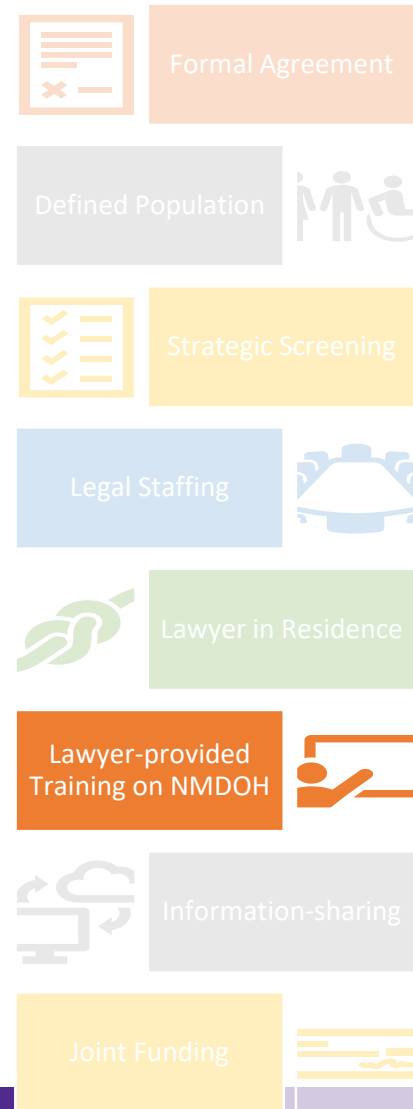 Formal Agreement
Defined Population
Strategic Screening
Legal Staffing
Lawyer in Residence
Lawyer-provided
Training on NMDOH
Information-sharing
Joint Funding